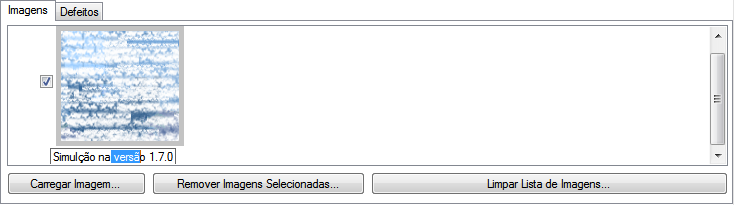 Imagens Defeitos
Simulção na versão 1.7.0
Carregar Imagem... Remover Imagens Selecionadas... Limpar Lista de Imagens...